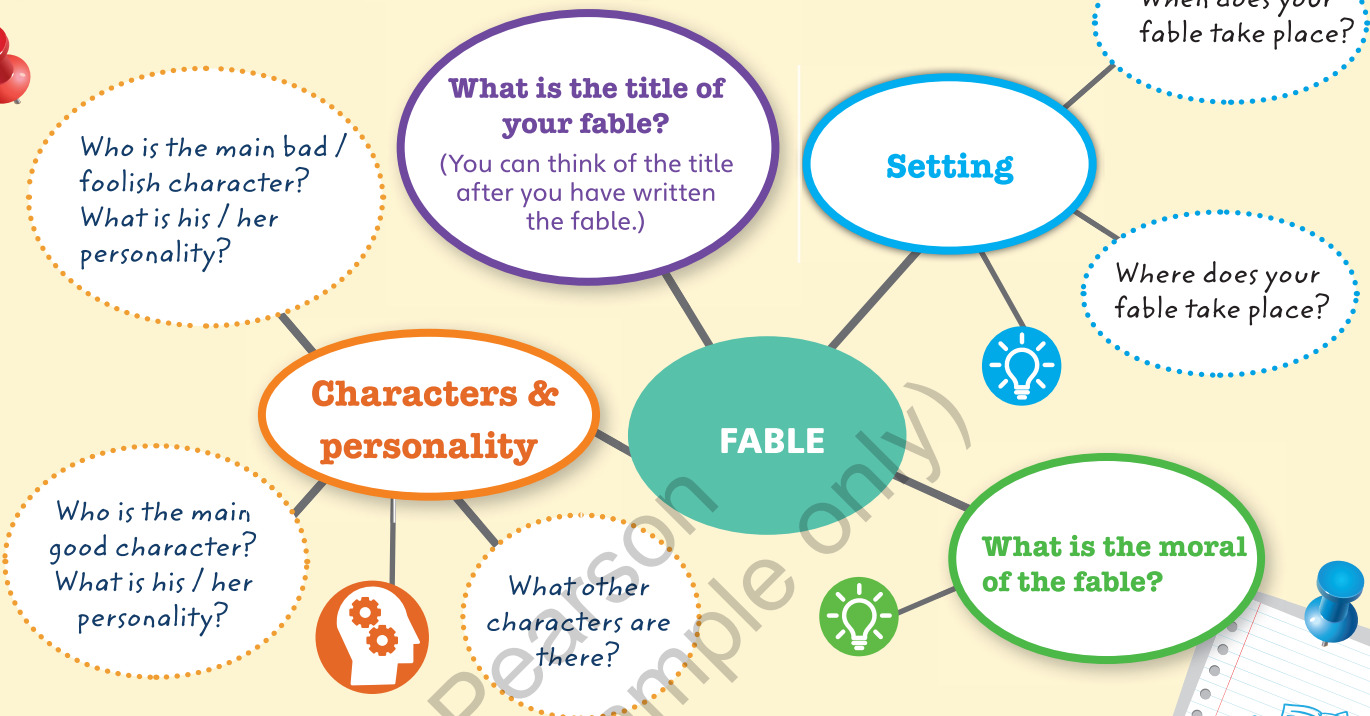 When does your
fable take place?
What is the title of
your fable?
(You can think of the title
after you have written
the fable.)
Setting
Who is the main bad /
foolish character?
What is his / her
personality?
Where does your
fable take place?
Characters &
personality
FABLE
Who is the main
good character?
What is his / her
personality?
What other
characters are
there?
What is the moral
of the fable?
Pearson
only)